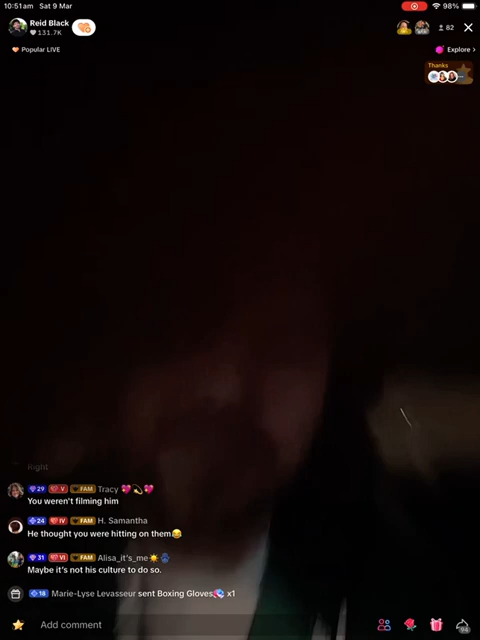 10:51am Sat 9 Mar 98%
Reid Black
131.7K
82
Popular LIVE
Explore >
Thanks
Right
29 V FAM Tracy
You weren't filming him
24 IV FAM H. Samantha
He thought you were hitting on them😂
31 VI FAM Alisa_it's_me
Maybe it's not his culture to do so.
18 Marie-Lyse Levasseur sent Boxing Gloves x1
Add comment
94